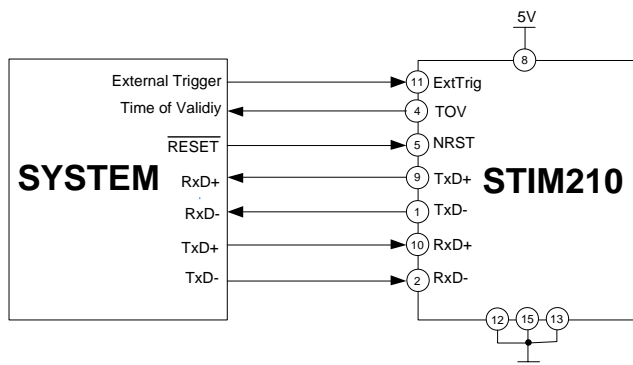 5V
8
External Trigger 11 ExtTrig
Time of Validiy 4 TOV
RESET 5 NRST
SYSTEM STIM210
RxD+ 9 TxD+
RxD- 1 TxD-
TxD+ 10 RxD+
TxD- 2 RxD-
12 15 13